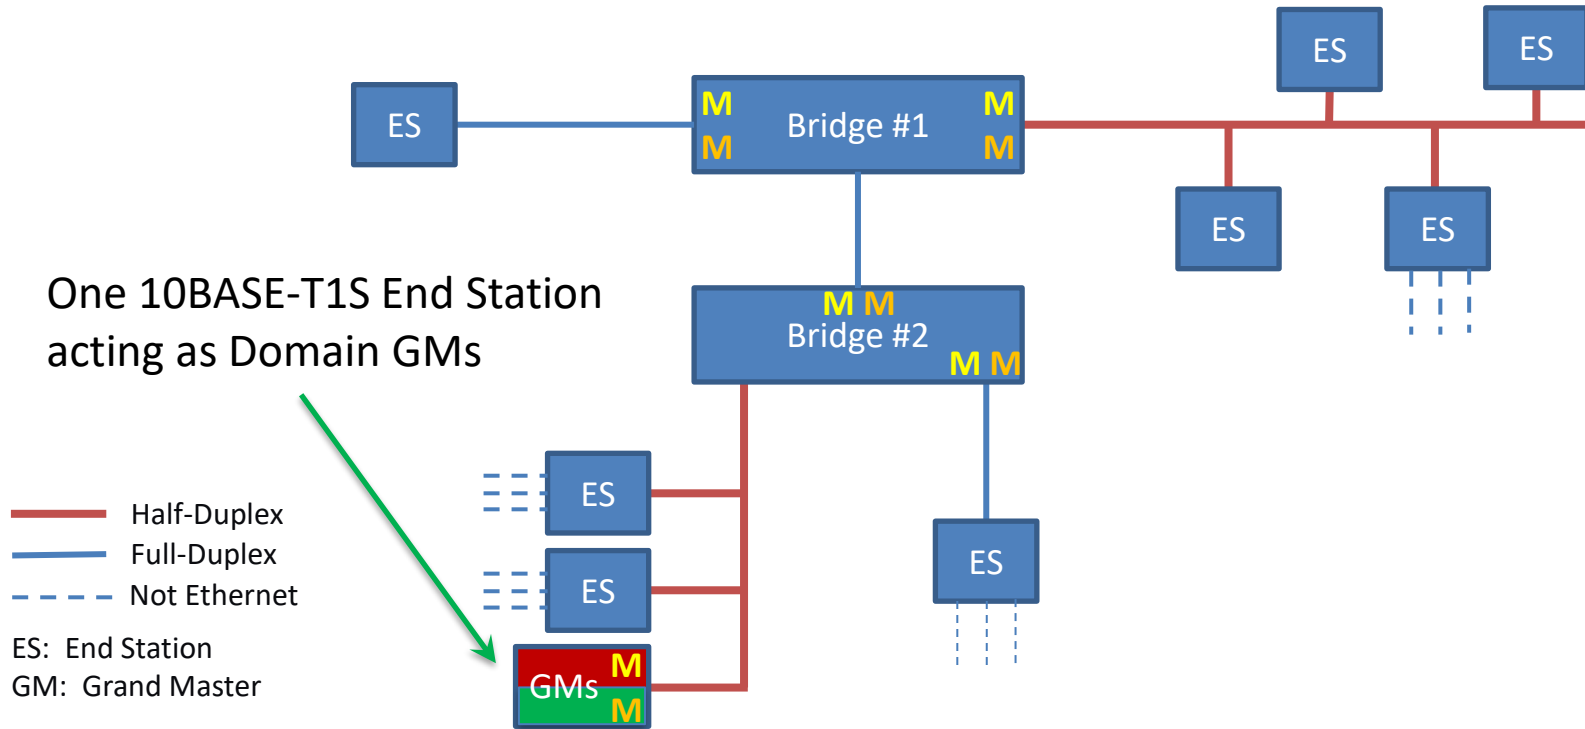 ES
ES
ES
M
M
Bridge #1
M
M
ES
ES
One 10BASE-T1S End Station
acting as Domain GMs
M M
Bridge #2
M M
ES
ES
ES
Half-Duplex
Full-Duplex
Not Ethernet
ES: End Station
GM: Grand Master
GMs
M
M